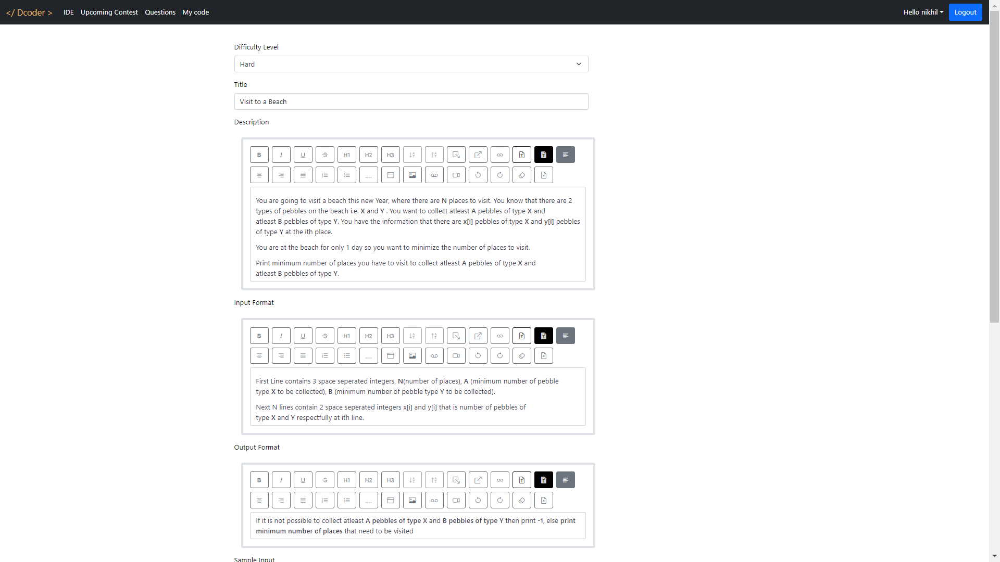 </ Dcoder > IDE Upcoming Contest Questions My code Hello nikhil Logout
Difficulty Level
Hard
Title
Visit to a Beach
Description
B I U S H1 H2 H3
....
You are going to visit a beach this new Year, where there are N places to visit. You know that there are 2
types of pebbles on the beach i.e. X and Y . You want to collect atleast A pebbles of type X and
atleast B pebbles of type Y. You have the information that there are x[i] pebbles of type X and y[i] pebbles
of type Y at the ith place.
You are at the beach for only 1 day so you want to minimize the number of places to visit.
Print minimum number of places you have to visit to collect atleast A pebbles of type X and
atleast B pebbles of type Y.
Input Format
B I U S H1 H2 H3
....
First Line contains 3 space seperated integers, N(number of places), A (minimum number of pebble
type X to be collected), B (minimum number of pebble type Y to be collected).
Next N lines contain 2 space seperated integers x[i] and y[i] that is number of pebbles of
type X and Y respectfully at ith line.
Output Format
B I U S H1 H2 H3
....
If it is not possible to collect atleast A pebbles of type X and B pebbles of type Y then print -1, else print
minimum number of places that need to be visited
Sample Input